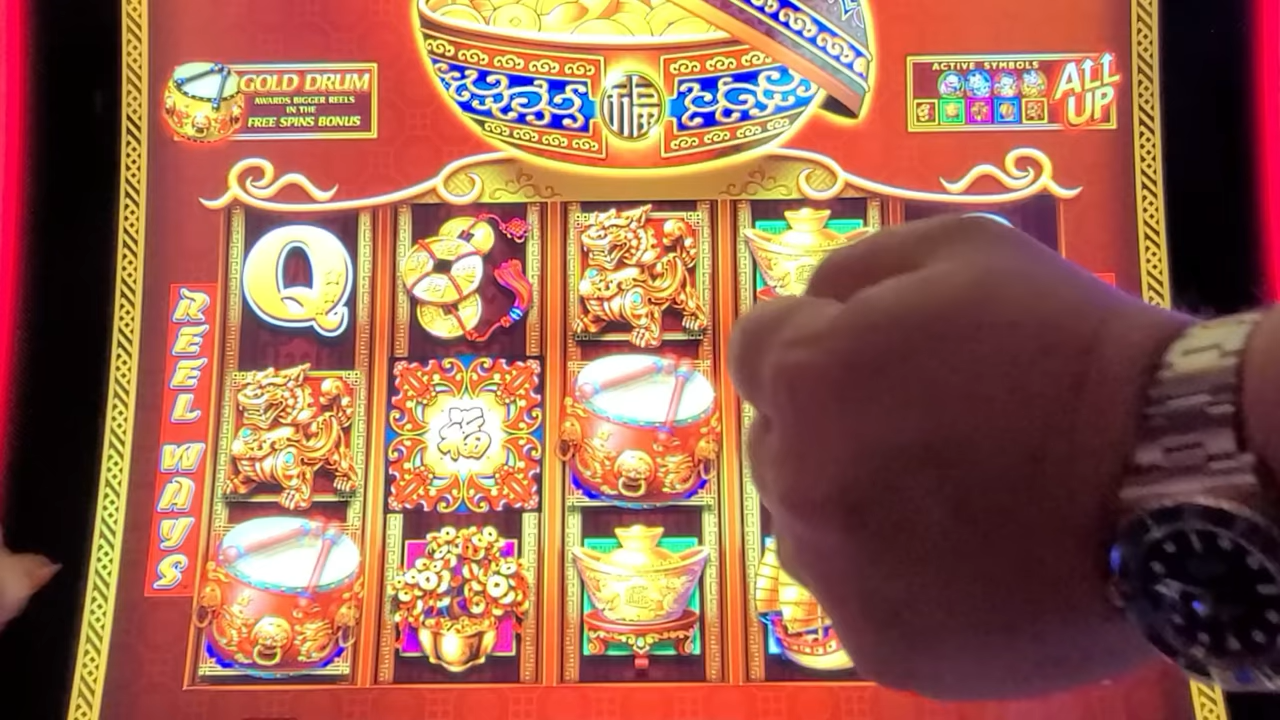 GOLD DRUM
AWARDS BIGGER REELS
IN THE
FREE SPINS BONUS
ACTIVE SYMBOLS
ALL
UP
福
REEL WAYS
Q
福